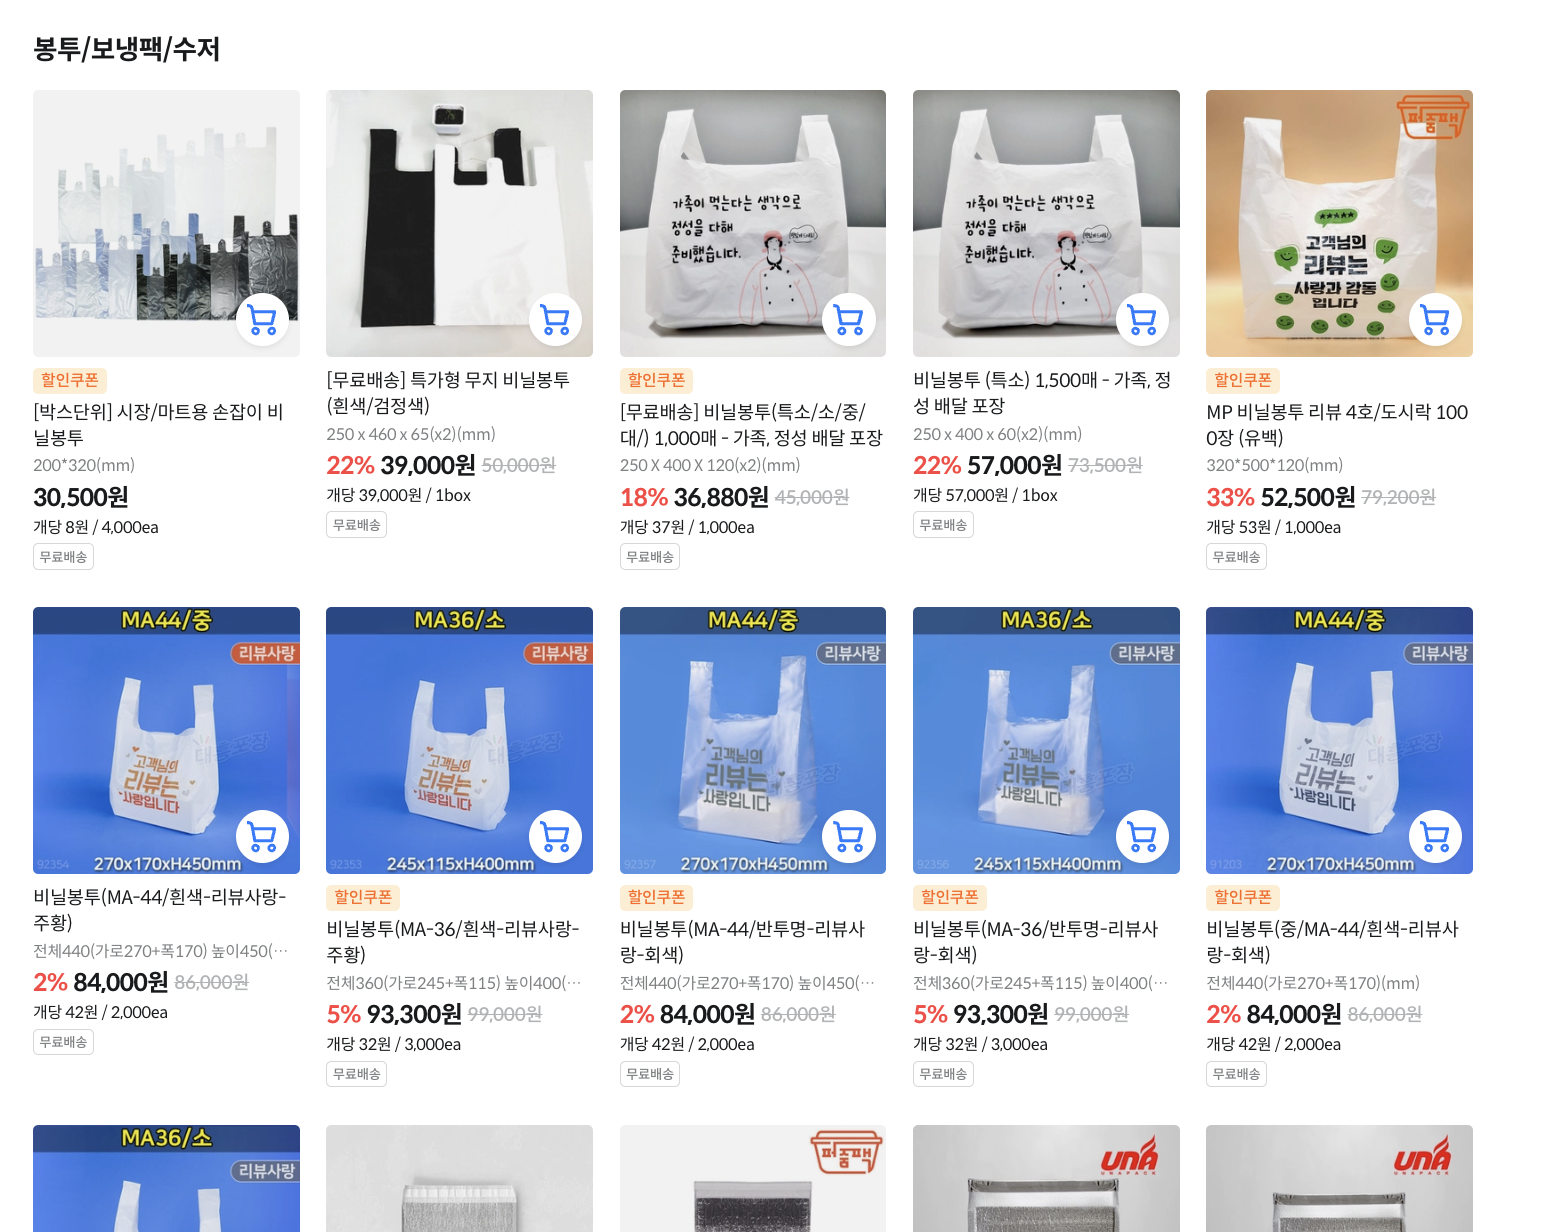 봉투/보냉팩/수저
가족이 먹는다는 생각으로
정성을 다해
준비했습니다.
가족이 먹는다는 생각으로
정성을 다해
준비했습니다.
퍼줌팩
★★★★★
고객님의
리뷰는
사랑과 감동
입니다
할인쿠폰
[박스단위] 시장/마트용 손잡이 비
닐봉투
200*320(mm)
30,500원
개당 8원 / 4,000ea
무료배송
[무료배송] 특가형 무지 비닐봉투
(흰색/검정색)
250 x 460 x 65(x2)(mm)
22% 39,000원 50,000원
개당 39,000원 / 1box
무료배송
할인쿠폰
[무료배송] 비닐봉투(특소/소/중/
대/) 1,000매 - 가족, 정성 배달 포장
250 X 400 X 120(x2)(mm)
18% 36,880원 45,000원
개당 37원 / 1,000ea
무료배송
비닐봉투 (특소) 1,500매 - 가족, 정
성 배달 포장
250 x 400 x 60(x2)(mm)
22% 57,000원 73,500원
개당 57,000원 / 1box
무료배송
할인쿠폰
MP 비닐봉투 리뷰 4호/도시락 100
0장 (유백)
320*500*120(mm)
33% 52,500원 79,200원
개당 53원 / 1,000ea
무료배송
MA44/중
리뷰사랑
대흥포장
고객님의
리뷰는
사랑입니다
92354
270x170xH450mm
MA36/소
리뷰사랑
대흥포장
고객님의
리뷰는
사랑입니다
92353
245x115xH400mm
MA44/중
리뷰사랑
고객님의
리뷰는
사랑입니다
92357
270x170xH450mm
MA36/소
리뷰사랑
고객님의
리뷰는
사랑입니다
92356
245x115xH400mm
MA44/중
리뷰사랑
대흥포장
고객님의
리뷰는
사랑입니다
91203
270x170xH450mm
비닐봉투(MA-44/흰색-리뷰사랑-
주황)
전체440(가로270+폭170) 높이450(…
2% 84,000원 86,000원
개당 42원 / 2,000ea
무료배송
할인쿠폰
비닐봉투(MA-36/흰색-리뷰사랑-
주황)
전체360(가로245+폭115) 높이400(…
5% 93,300원 99,000원
개당 32원 / 3,000ea
무료배송
할인쿠폰
비닐봉투(MA-44/반투명-리뷰사
랑-회색)
전체440(가로270+폭170) 높이450(…
2% 84,000원 86,000원
개당 42원 / 2,000ea
무료배송
할인쿠폰
비닐봉투(MA-36/반투명-리뷰사
랑-회색)
전체360(가로245+폭115) 높이400(…
5% 93,300원 99,000원
개당 32원 / 3,000ea
무료배송
할인쿠폰
비닐봉투(중/MA-44/흰색-리뷰사
랑-회색)
전체440(가로270+폭170)(mm)
2% 84,000원 86,000원
개당 42원 / 2,000ea
무료배송
MA36/소
리뷰사랑
퍼줌팩
UNA
UNAPACK
UNA
UNAPACK